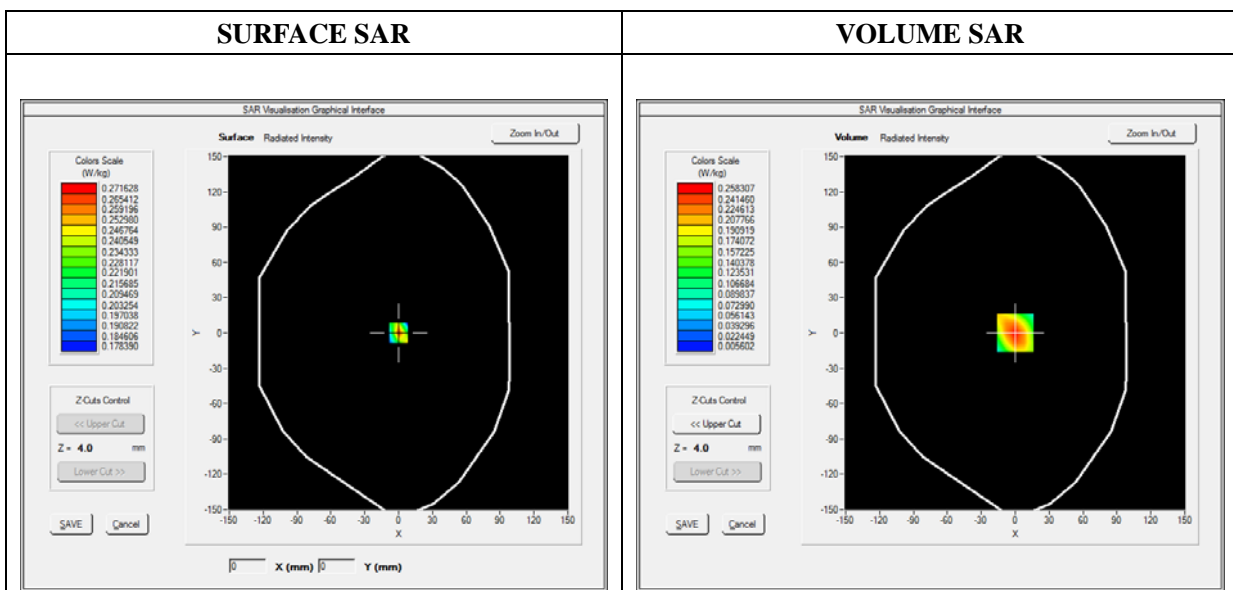 SURFACE SAR
VOLUME SAR
SAR Visualisation Graphical Interface
Surface Radiated Intensity
Zoom In/Out
Colors Scale
(W/kg)
0.271628
0.265412
0.259196
0.252980
0.246764
0.240549
0.234333
0.228117
0.221901
0.215685
0.209469
0.203254
0.197038
0.190822
0.184606
0.178390
Z-Cuts Control
<< Upper Cut
Z = 4.0 mm
Lower Cut >>
SAVE Cancel
150
120
90
60
30
0
-30
-60
-90
-120
-150
Y
-150 -120 -90 -60 -30 0 30 60 90 120 150
X
0 X (mm) 0 Y (mm)
SAR Visualisation Graphical Interface
Volume Radiated Intensity
Zoom In/Out
Colors Scale
(W/kg)
0.258307
0.241460
0.224613
0.207766
0.190919
0.174072
0.157225
0.140378
0.123531
0.106684
0.089837
0.072990
0.056143
0.039296
0.022449
0.005602
Z-Cuts Control
<< Upper Cut
Z = 4.0 mm
Lower Cut >>
SAVE Cancel
150
120
90
60
30
0
-30
-60
-90
-120
-150
Y
-150 -120 -90 -60 -30 0 30 60 90 120 150
X